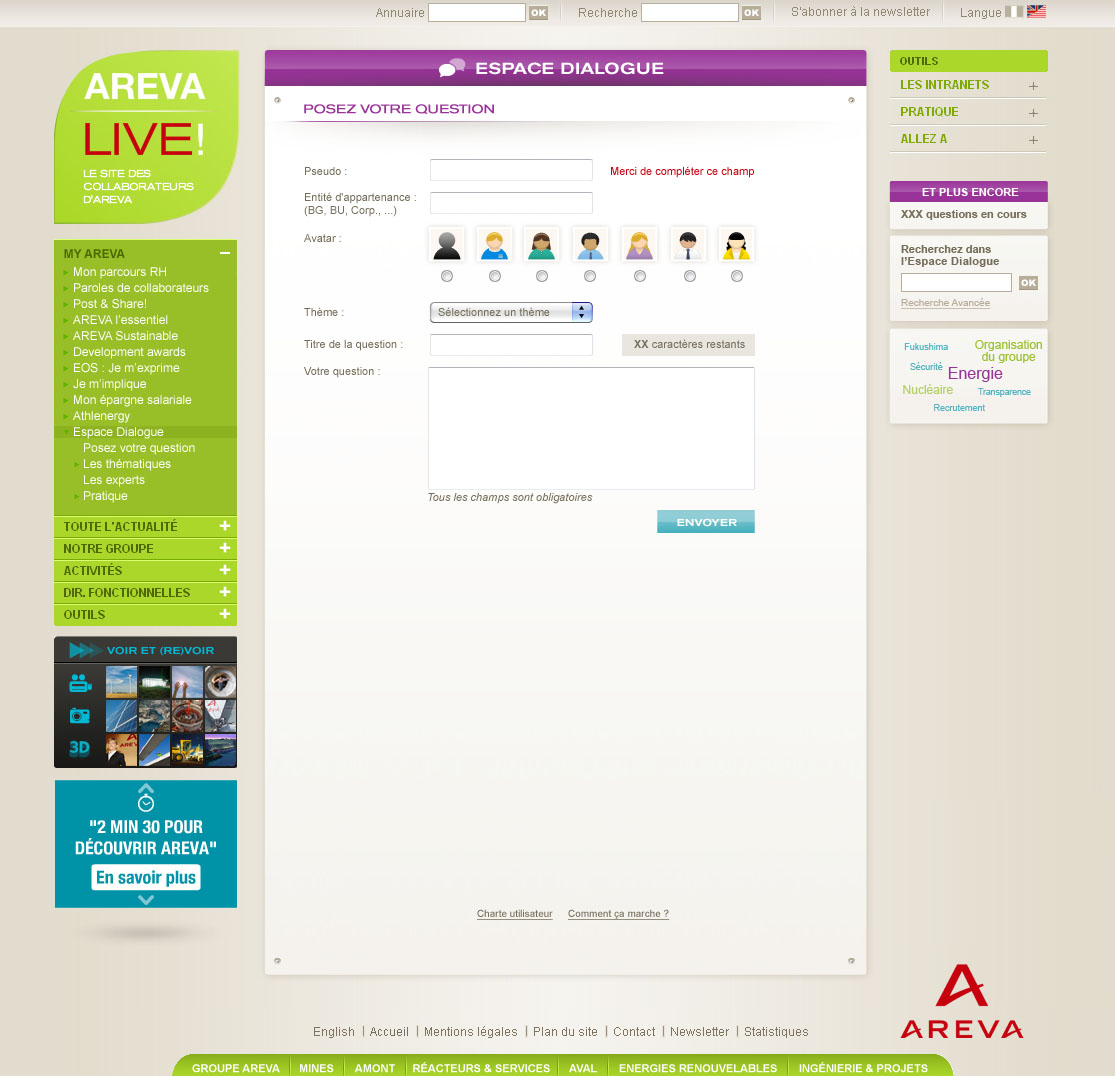 Annuaire OK Recherche OK S'abonner à la newsletter Langue
AREVA
LIVE!
LE SITE DES
COLLABORATEURS
D'AREVA
MY AREVA
Mon parcours RH
Paroles de collaborateurs
Post & Share!
AREVA l'essentiel
AREVA Sustainable
Development awards
EOS : Je m'exprime
Je m'implique
Mon épargne salariale
Athlenergy
Espace Dialogue
Posez votre question
Les thématiques
Les experts
Pratique
TOUTE L'ACTUALITÉ
NOTRE GROUPE
ACTIVITÉS
DIR. FONCTIONNELLES
OUTILS
VOIR ET (RE)VOIR
3D
"2 MIN 30 POUR
DÉCOUVRIR AREVA"
En savoir plus
ESPACE DIALOGUE
POSEZ VOTRE QUESTION
Pseudo : Merci de compléter ce champ
Entité d'appartenance :
(BG, BU, Corp., ...)
Avatar :
Thème : Sélectionnez un thème
Titre de la question : XX caractères restants
Votre question :
Tous les champs sont obligatoires
ENVOYER
Charte utilisateur Comment ça marche ?
OUTILS
LES INTRANETS
PRATIQUE
ALLEZ A
ET PLUS ENCORE
XXX questions en cours
Recherchez dans
l'Espace Dialogue
OK
Recherche Avancée
Fukushima Organisation
du groupe
Sécurité Energie
Nucléaire Transparence
Recrutement
AREVA
English | Accueil | Mentions légales | Plan du site | Contact | Newsletter | Statistiques
GROUPE AREVA MINES AMONT RÉACTEURS & SERVICES AVAL ENERGIES RENOUVELABLES INGÉNIERIE & PROJETS